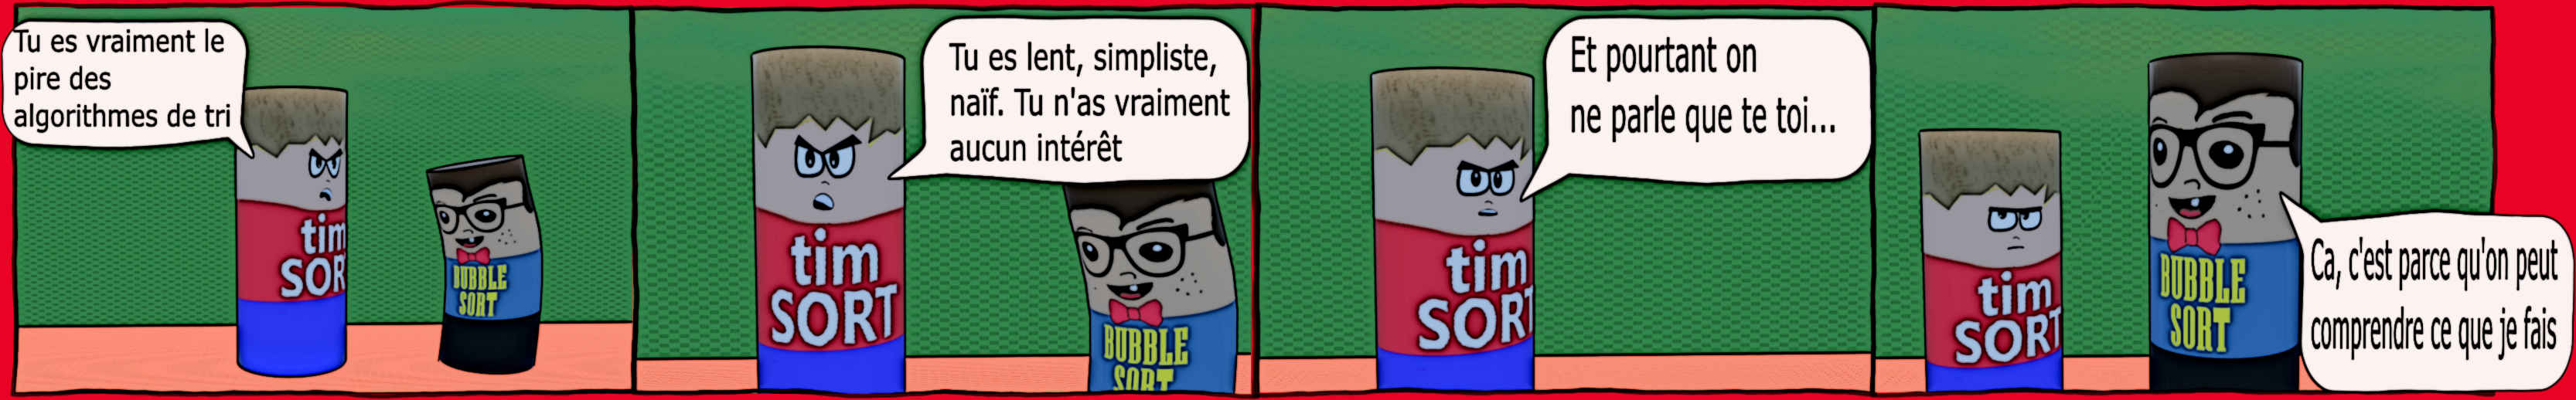 Tu es vraiment le
pire des
algorithmes de tri
tim
SOR
BUBBLE
SORT
Tu es lent, simpliste,
naïf. Tu n'as vraiment
aucun intérêt
tim
SORT
BUBBLE
SORT
Et pourtant on
ne parle que te toi...
tim
SORT
Ca, c'est parce qu'on peut
comprendre ce que je fais
tim
SORT
BUBBLE
SORT